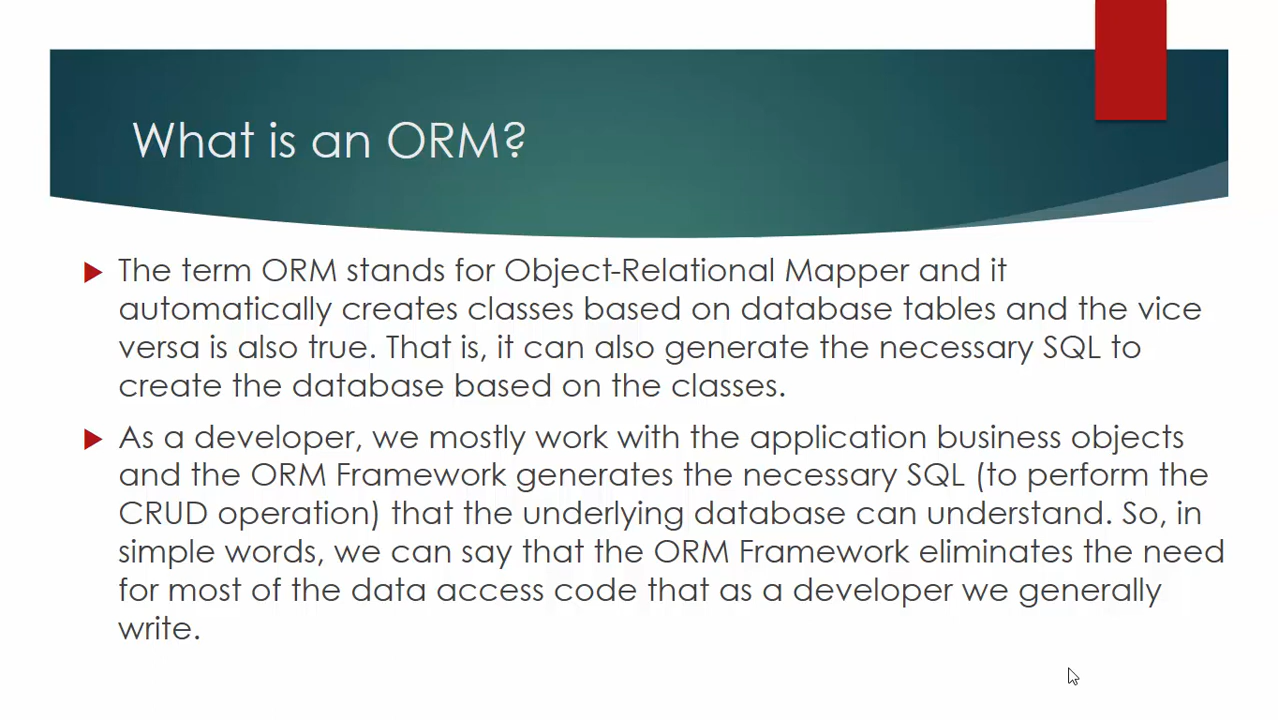 What is an ORM?
The term ORM stands for Object-Relational Mapper and it
automatically creates classes based on database tables and the vice
versa is also true. That is, it can also generate the necessary SQL to
create the database based on the classes.
As a developer, we mostly work with the application business objects
and the ORM Framework generates the necessary SQL (to perform the
CRUD operation) that the underlying database can understand. So, in
simple words, we can say that the ORM Framework eliminates the need
for most of the data access code that as a developer we generally
write.